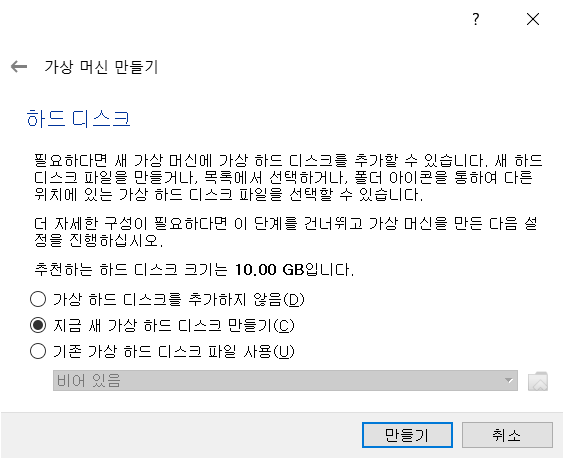 ?
가상 머신 만들기
하드 디스크
필요하다면 새 가상 머신에 가상 하드 디스크를 추가할 수 있습니다. 새 하드
디스크 파일을 만들거나, 목록에서 선택하거나, 폴더 아이콘을 통하여 다른
위치에 있는 가상 하드 디스크 파일을 선택할 수 있습니다.
더 자세한 구성이 필요하다면 이 단계를 건너뛰고 가상 머신을 만든 다음 설
정을 진행하십시오.
추천하는 하드 디스크 크기는 10.00 GB입니다.
가상 하드 디스크를 추가하지 않음(D)
지금 새 가상 하드 디스크 만들기(C)
기존 가상 하드 디스크 파일 사용(U)
비어 있음
만들기 취소